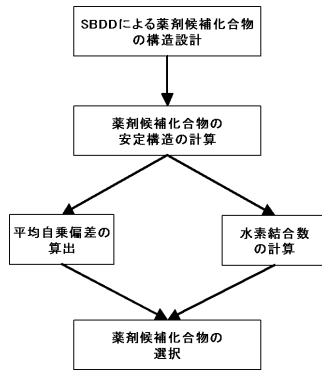 SBDDによる薬剤候補化合物
の構造設計
薬剤候補化合物の
安定構造の計算
平均自乗偏差の
算出
水素結合数
の計算
薬剤候補化合物の
選択